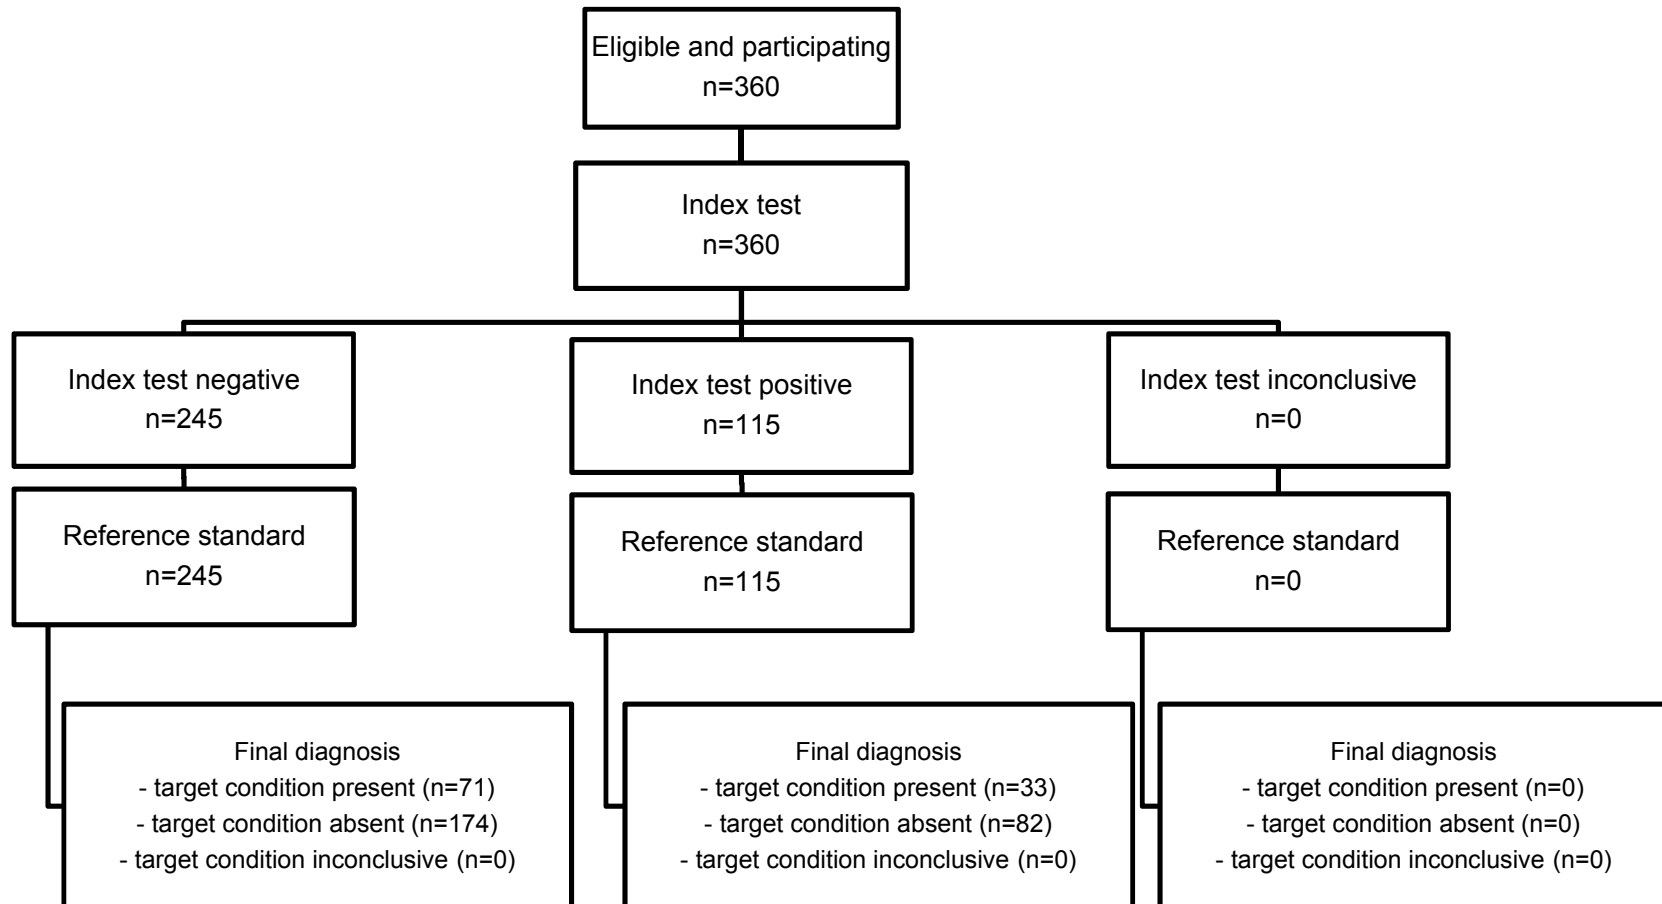 Eligible and participating
n=360
Index test
n=360
Index test negative
n=245
Index test positive
n=115
Index test inconclusive
n=0
Reference standard
n=245
Reference standard
n=115
Reference standard
n=0
Final diagnosis
- target condition present (n=71)
- target condition absent (n=174)
- target condition inconclusive (n=0)
Final diagnosis
- target condition present (n=33)
- target condition absent (n=82)
- target condition inconclusive (n=0)
Final diagnosis
- target condition present (n=0)
- target condition absent (n=0)
- target condition inconclusive (n=0)